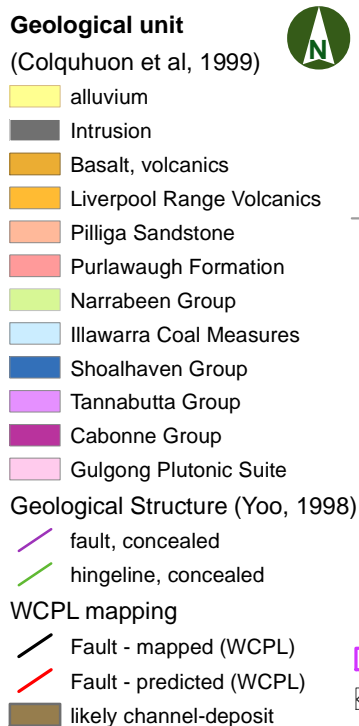 Geological unit
N
(Colquhuon et al, 1999)
alluvium
Intrusion
Basalt, volcanics
Liverpool Range Volcanics
Pilliga Sandstone
Purlawaugh Formation
Narrabeen Group
Illawarra Coal Measures
Shoalhaven Group
Tannabutta Group
Cabonne Group
Gulgong Plutonic Suite
Geological Structure (Yoo, 1998)
fault, concealed
hingeline, concealed
WCPL mapping
Fault - mapped (WCPL)
Fault - predicted (WCPL)
likely channel-deposit